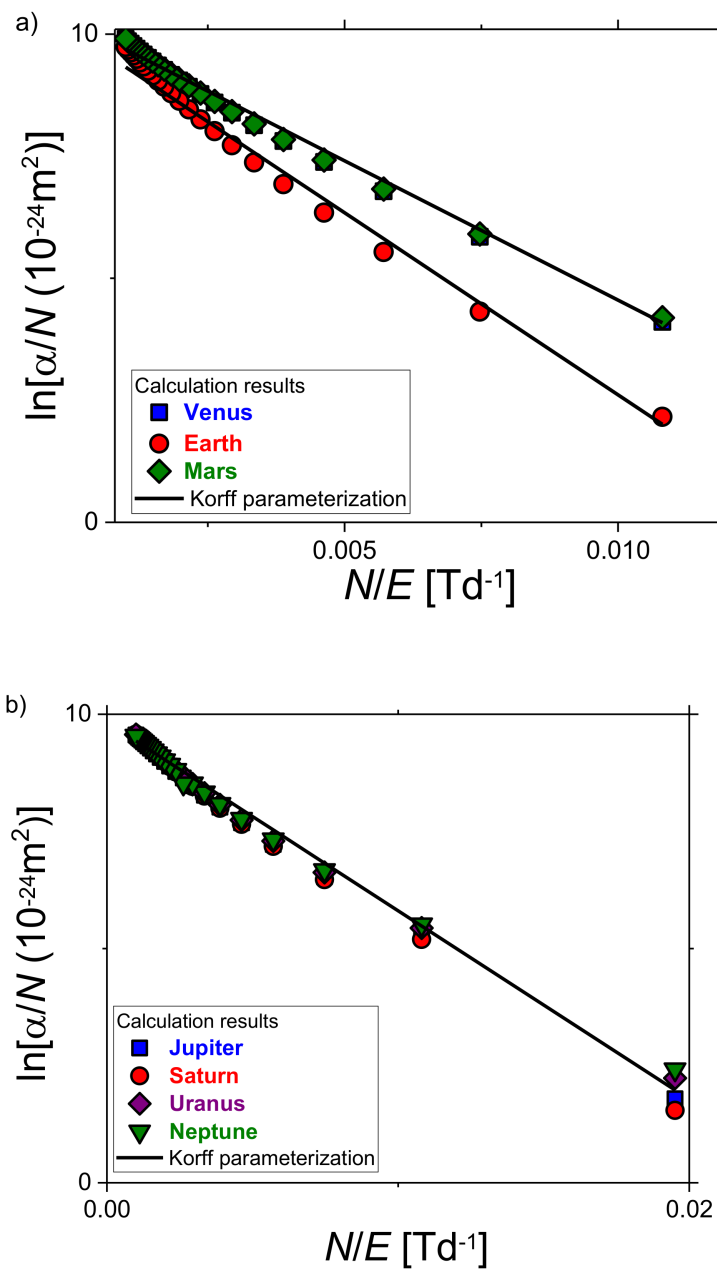 a)
10
ln[α/N (10⁻²⁴m²)]
Calculation results
Venus
Earth
Mars
Korff parameterization
0
0.005
0.010
N/E [Td⁻¹]
b)
10
ln[α/N (10⁻²⁴m²)]
Calculation results
Jupiter
Saturn
Uranus
Neptune
Korff parameterization
0
0.00
0.02
N/E [Td⁻¹]